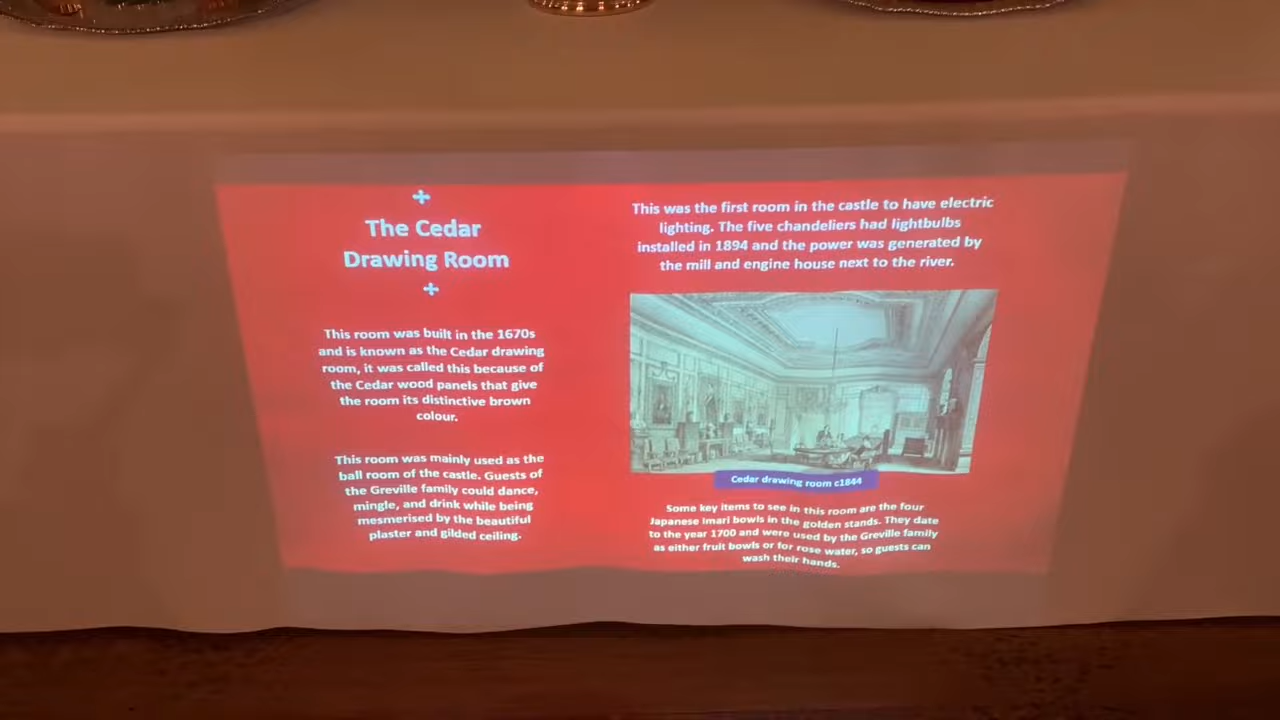 The Cedar
Drawing Room
This room was built in the 1670s
and is known as the Cedar drawing
room, it was called this because of
the Cedar wood panels that give
the room its distinctive brown
colour.
This room was mainly used as the
ball room of the castle. Guests of
the Greville family could dance,
mingle, and drink while being
mesmerised by the beautiful
plaster and gilded ceiling.
This was the first room in the castle to have electric
lighting. The five chandeliers had lightbulbs
installed in 1894 and the power was generated by
the mill and engine house next to the river.
Cedar drawing room c1844
Some key items to see in this room are the four
Japanese imari bowls in the golden stands. They date
to the year 1700 and were used by the Greville family
as either fruit bowls or for rose water, so guests can
wash their hands.